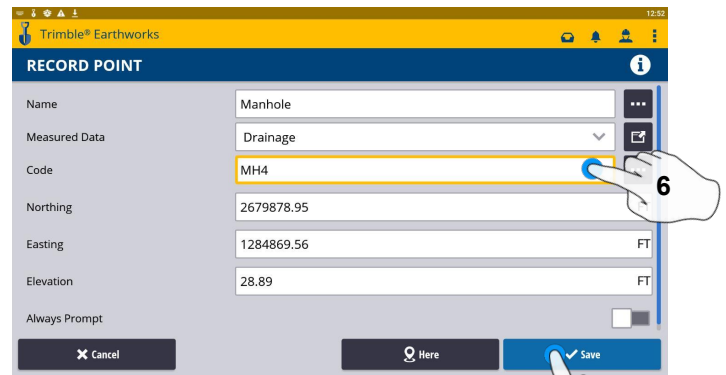 12:52
Trimble® Earthworks
RECORD POINT
Name Manhole
Measured Data Drainage
Code MH4
6
Northing 2679878.95
Easting 1284869.56 FT
Elevation 28.89 FT
Always Prompt
Cancel Here Save